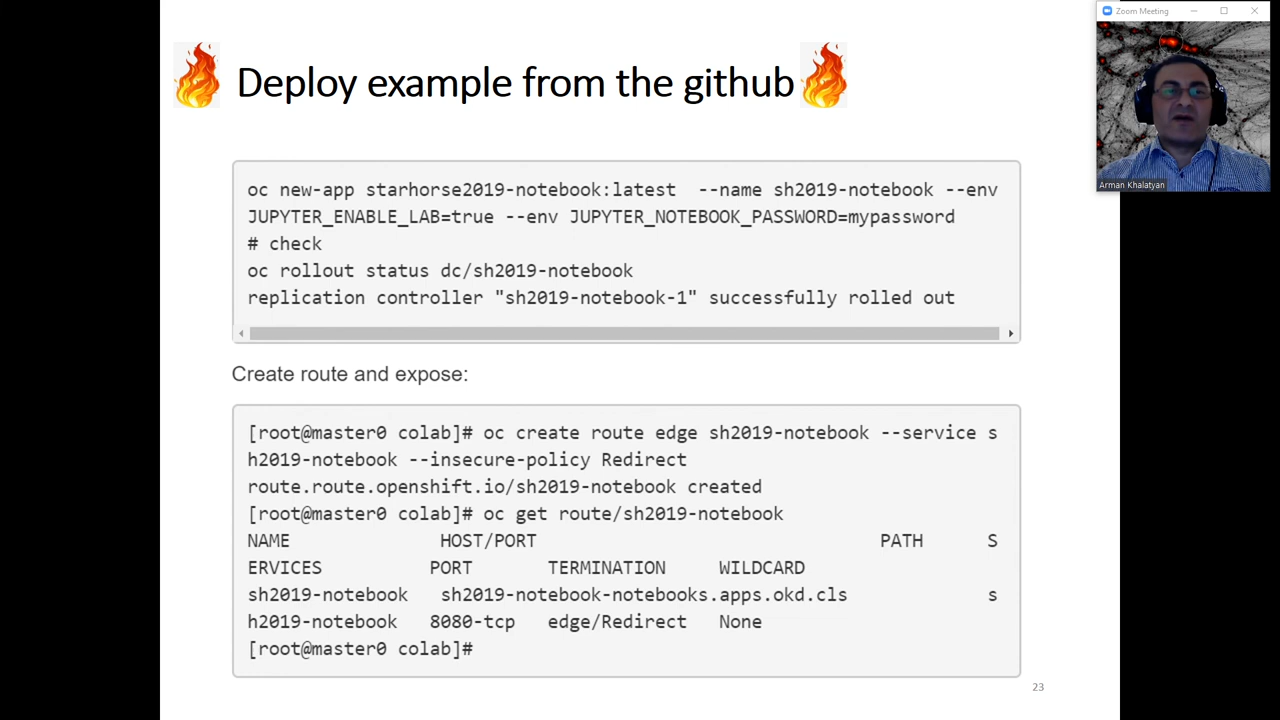 Zoom Meeting
Deploy example from the github
Arman Khalatyan
oc new-app starhorse2019-notebook:latest  --name sh2019-notebook --env
JUPYTER_ENABLE_LAB=true --env JUPYTER_NOTEBOOK_PASSWORD=mypassword
# check
oc rollout status dc/sh2019-notebook
replication controller "sh2019-notebook-1" successfully rolled out
Create route and expose:
[root@master0 colab]# oc create route edge sh2019-notebook --service s
h2019-notebook --insecure-policy Redirect
route.route.openshift.io/sh2019-notebook created
[root@master0 colab]# oc get route/sh2019-notebook
NAME              HOST/PORT                                PATH      S
ERVICES          PORT       TERMINATION     WILDCARD
sh2019-notebook   sh2019-notebook-notebooks.apps.okd.cls             s
h2019-notebook   8080-tcp   edge/Redirect   None
[root@master0 colab]#
23